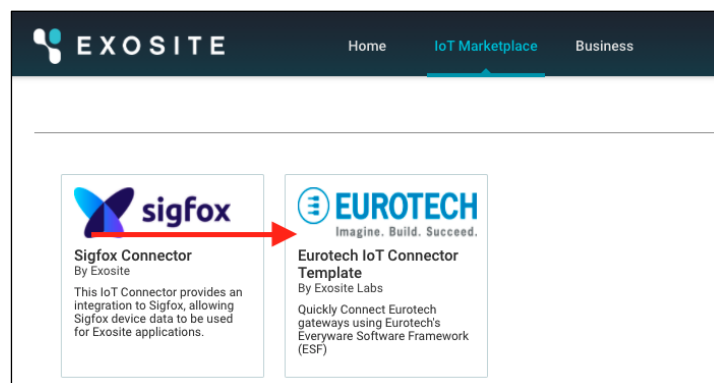 EXOSITE
Home
IoT Marketplace
Business
sigfox
Sigfox Connector
By Exosite
This IoT Connector provides an
integration to Sigfox, allowing
Sigfox device data to be used
for Exosite applications.
EUROTECH
Imagine. Build. Succeed.
Eurotech IoT Connector
Template
By Exosite Labs
Quickly Connect Eurotech
gateways using Eurotech's
Everyware Software Framework
(ESF)